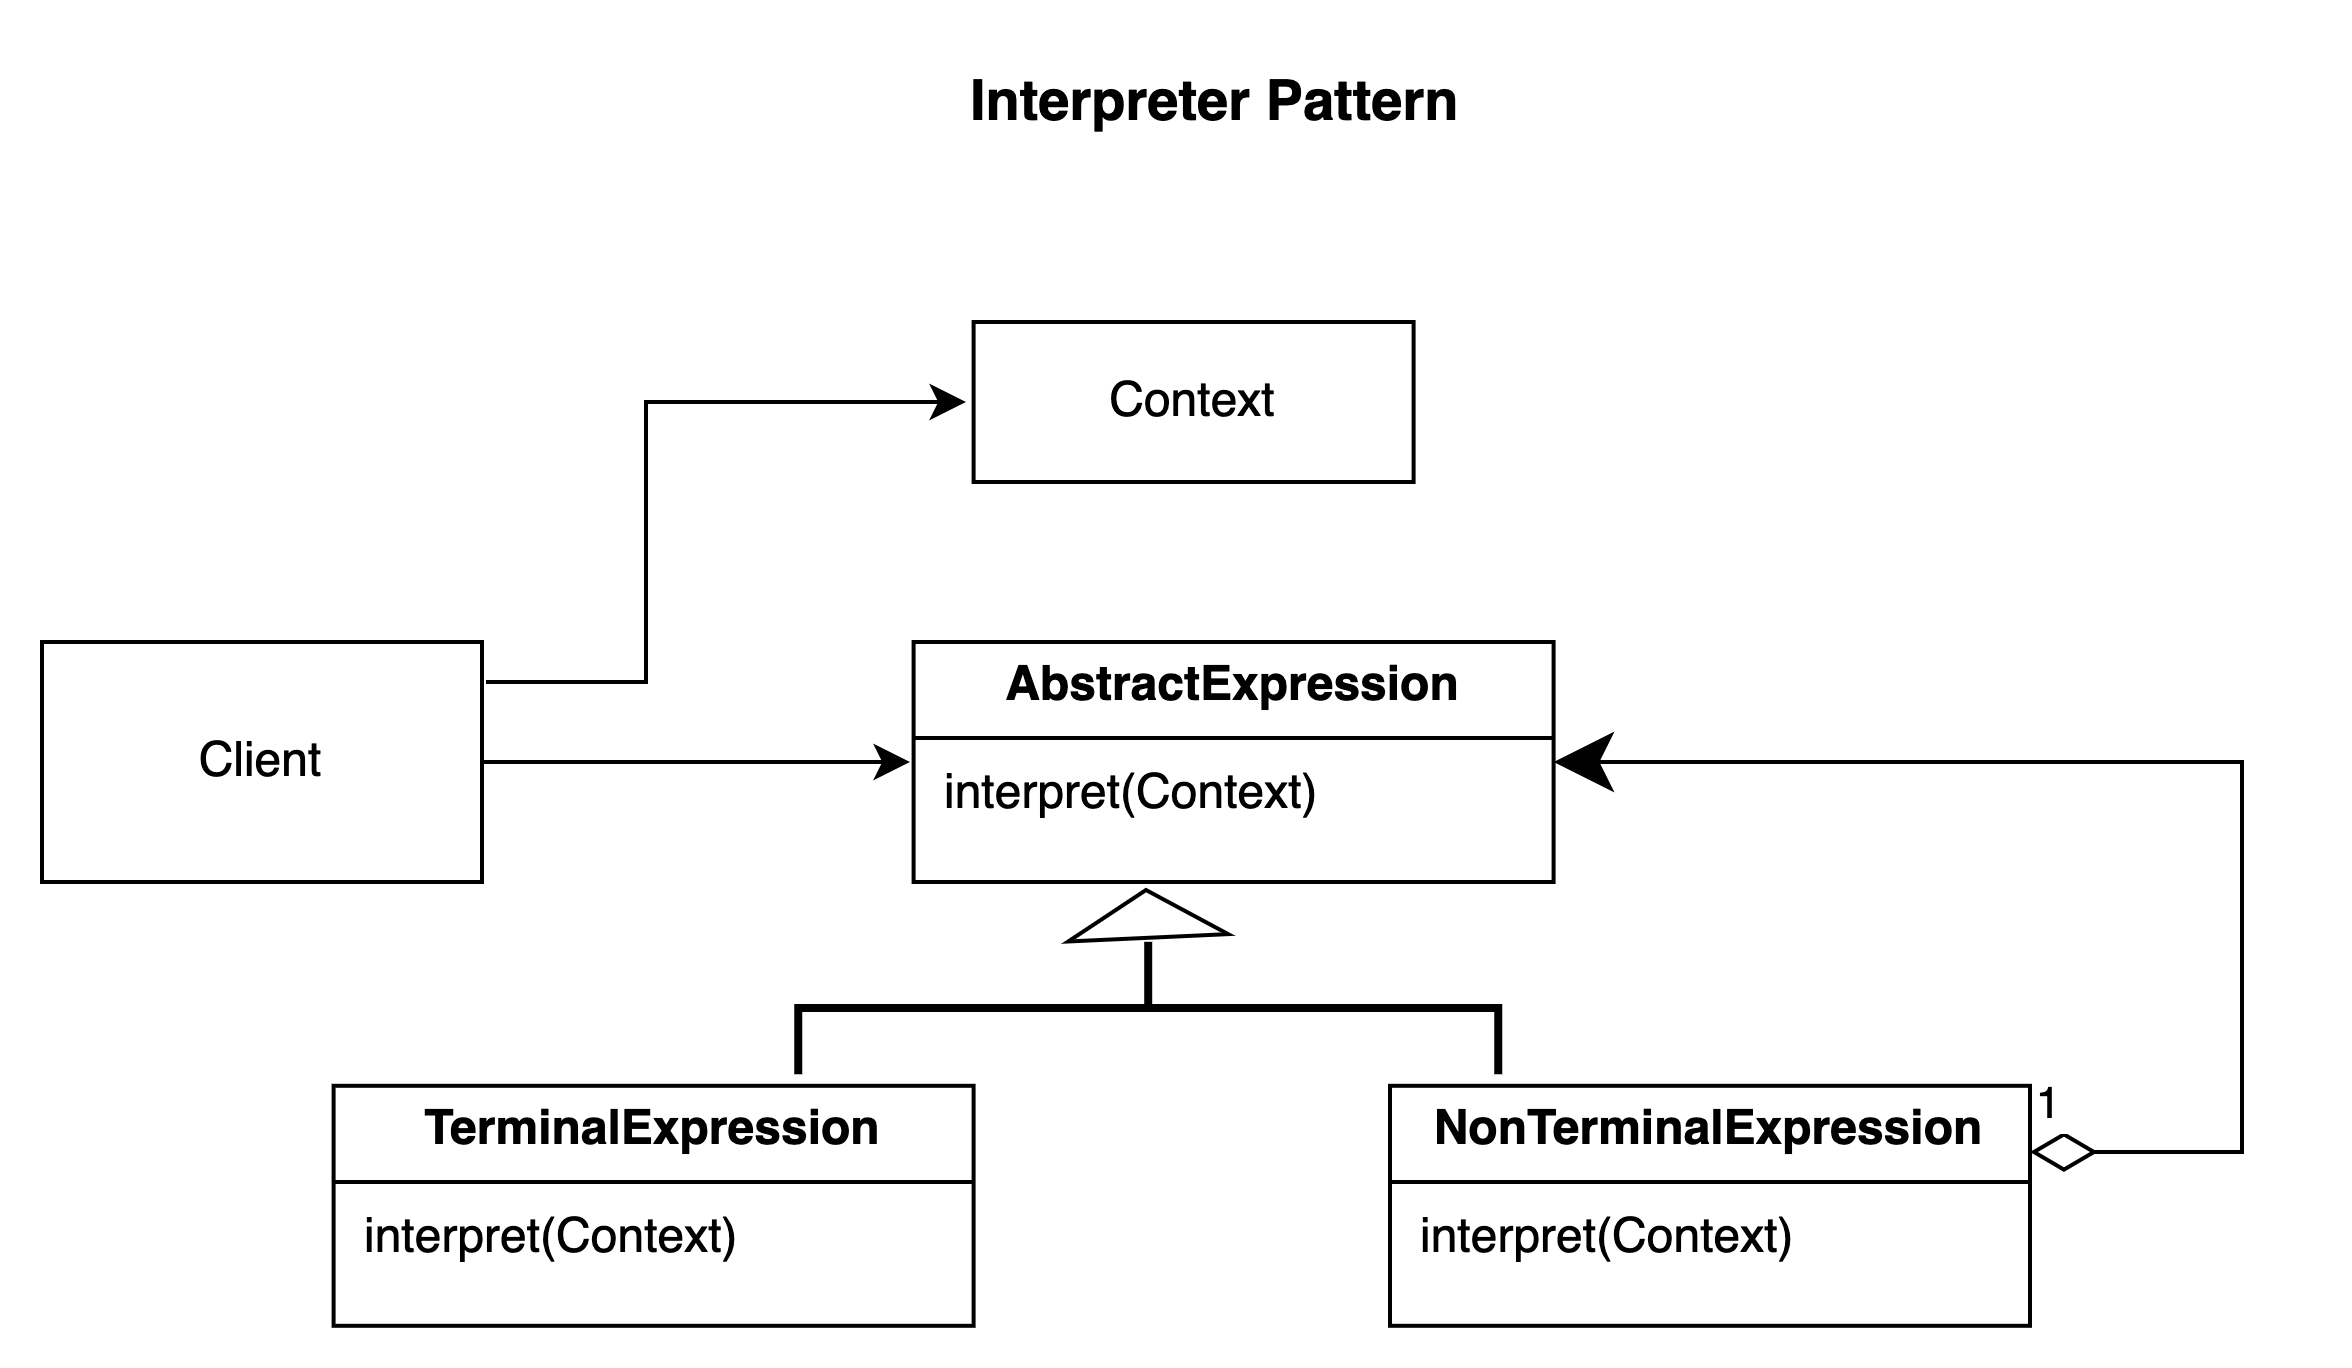 Interpreter Pattern
Context
Client
AbstractExpression
interpret(Context)
TerminalExpression
interpret(Context)
NonTerminalExpression
interpret(Context)
1